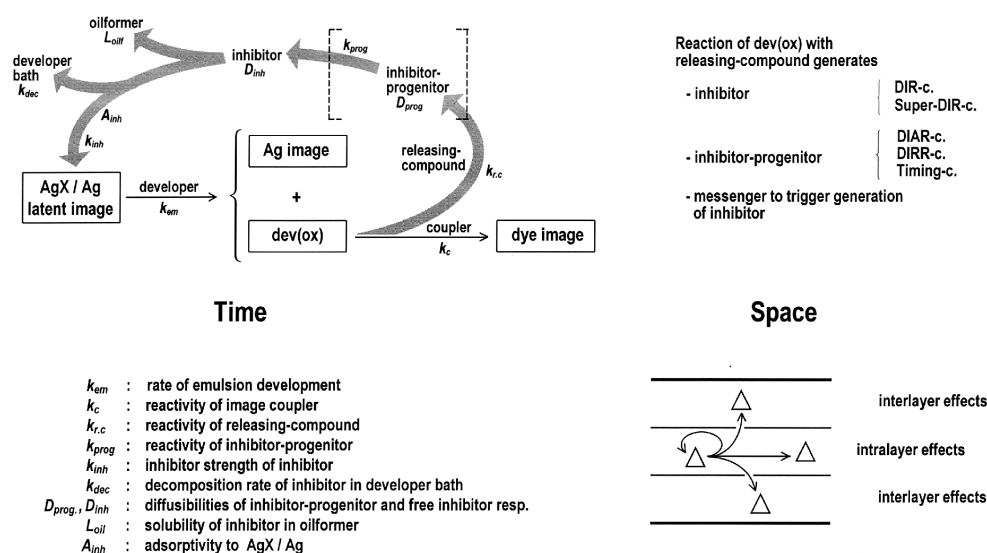 oilformer
L_oilf
developer
bath
k_dec
inhibitor
D_inh
k_prog
inhibitor-
progenitor
D_prog
A_inh
k_inh
releasing-
compound
k_r.c
AgX / Ag
latent image
developer
k_em
Ag image
+
dev(ox)
coupler
k_c
dye image
Reaction of dev(ox) with
releasing-compound generates
- inhibitor
DIR-c.
Super-DIR-c.
- inhibitor-progenitor
DIAR-c.
DIRR-c.
Timing-c.
- messenger to trigger generation
of inhibitor
Time
k_em : rate of emulsion development
k_c : reactivity of image coupler
k_r.c : reactivity of releasing-compound
k_prog : reactivity of inhibitor-progenitor
k_inh : inhibitor strength of inhibitor
k_dec : decomposition rate of inhibitor in developer bath
D_prog. , D_inh : diffusibilities of inhibitor-progenitor and free inhibitor resp.
L_oil : solubility of inhibitor in oilformer
A_inh : adsorptivity to AgX / Ag
Space
interlayer effects
intralayer effects
interlayer effects